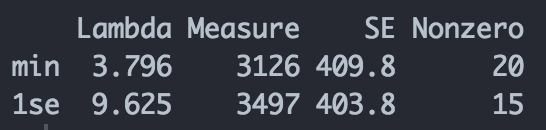 Lambda Measure SE Nonzero
min 3.796 3126 409.8 20
1se 9.625 3497 403.8 15